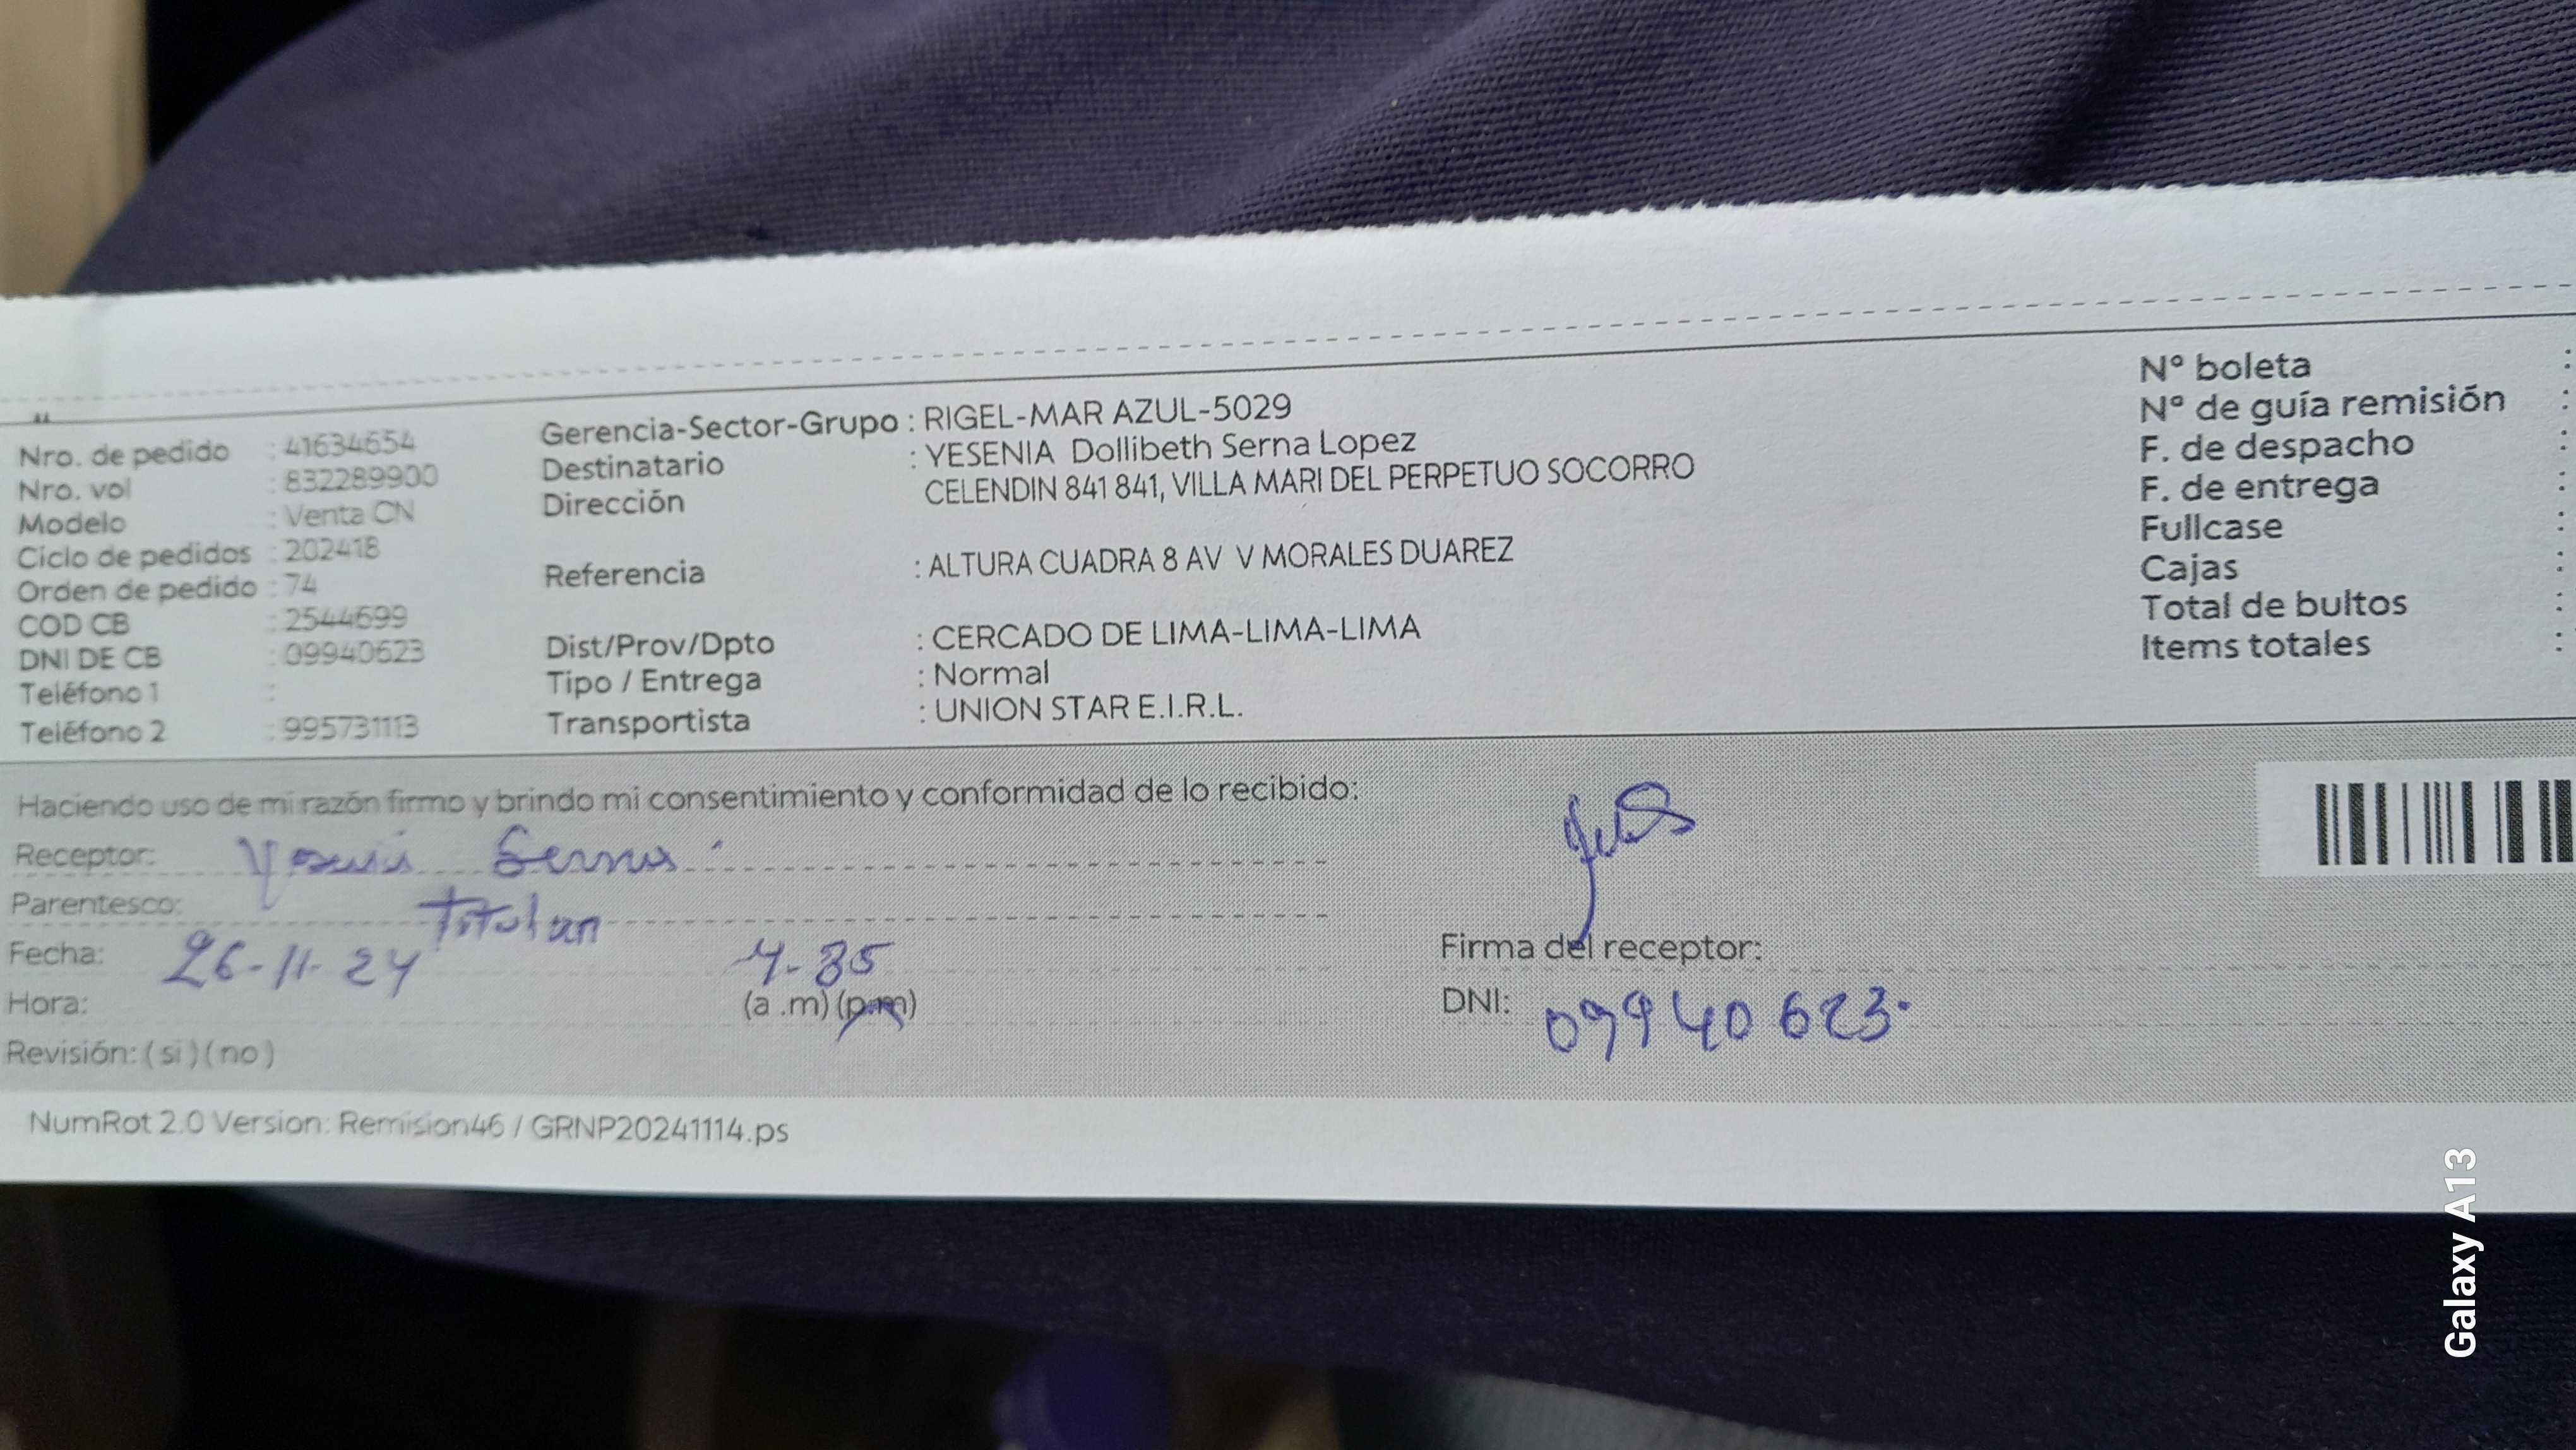 Nro. de pedido : 41634654
Nro. vol : 832289900
Modelo : Venta CN
Ciclo de pedidos : 202418
Orden de pedido : 74
COD CB : 2544699
DNI DE CB : 09940623
Teléfono 1 :
Teléfono 2 : 995731113
Gerencia-Sector-Grupo : RIGEL-MAR AZUL-5029
Destinatario : YESENIA Dollibeth Serna Lopez
Dirección CELENDIN 841 841, VILLA MARI DEL PERPETUO SOCORRO
Referencia : ALTURA CUADRA 8 AV V MORALES DUAREZ
Dist/Prov/Dpto : CERCADO DE LIMA-LIMA-LIMA
Tipo / Entrega : Normal
Transportista : UNION STAR E.I.R.L.
N° boleta :
N° de guía remisión :
F. de despacho :
F. de entrega :
Fullcase :
Cajas :
Total de bultos :
Items totales :
Haciendo uso de mi razón firmo y brindo mi consentimiento y conformidad de lo recibido:
Receptor: Yesenia Serna
Parentesco: Titular
Fecha: 26-11-24
Hora: 4-35 (a .m) (p.m)
Revisión: ( si ) ( no )
Firma del receptor:
DNI: 09940623.
NumRot 2.0 Version: Remision46 / GRNP20241114.ps
Galaxy A13